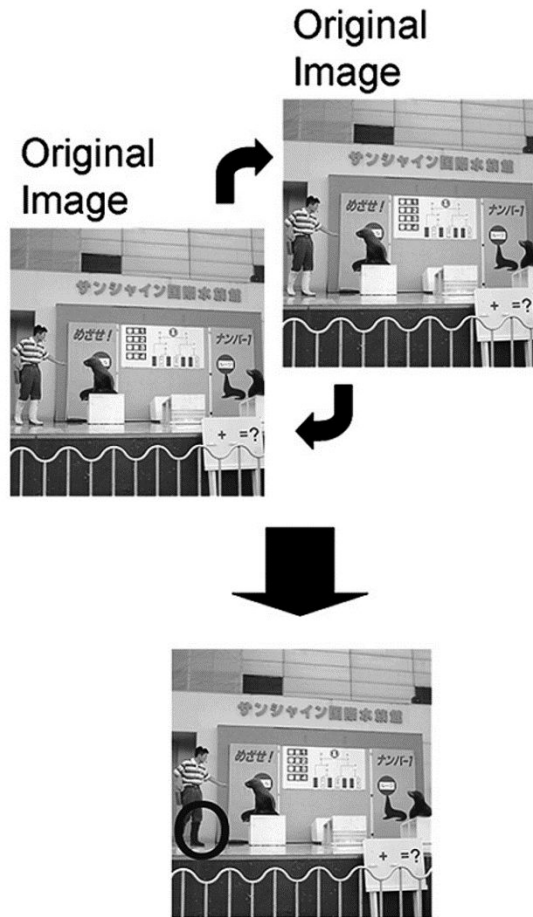 Original
Image
サンシャイン国際水族館
めざせ!
ナンバー1
+ =?
Original
Image
サンシャイン国際水族館
めざせ!
ナンバー1
+ =?
サンシャイン国際水族館
めざせ!
ナンバー1
+ =?